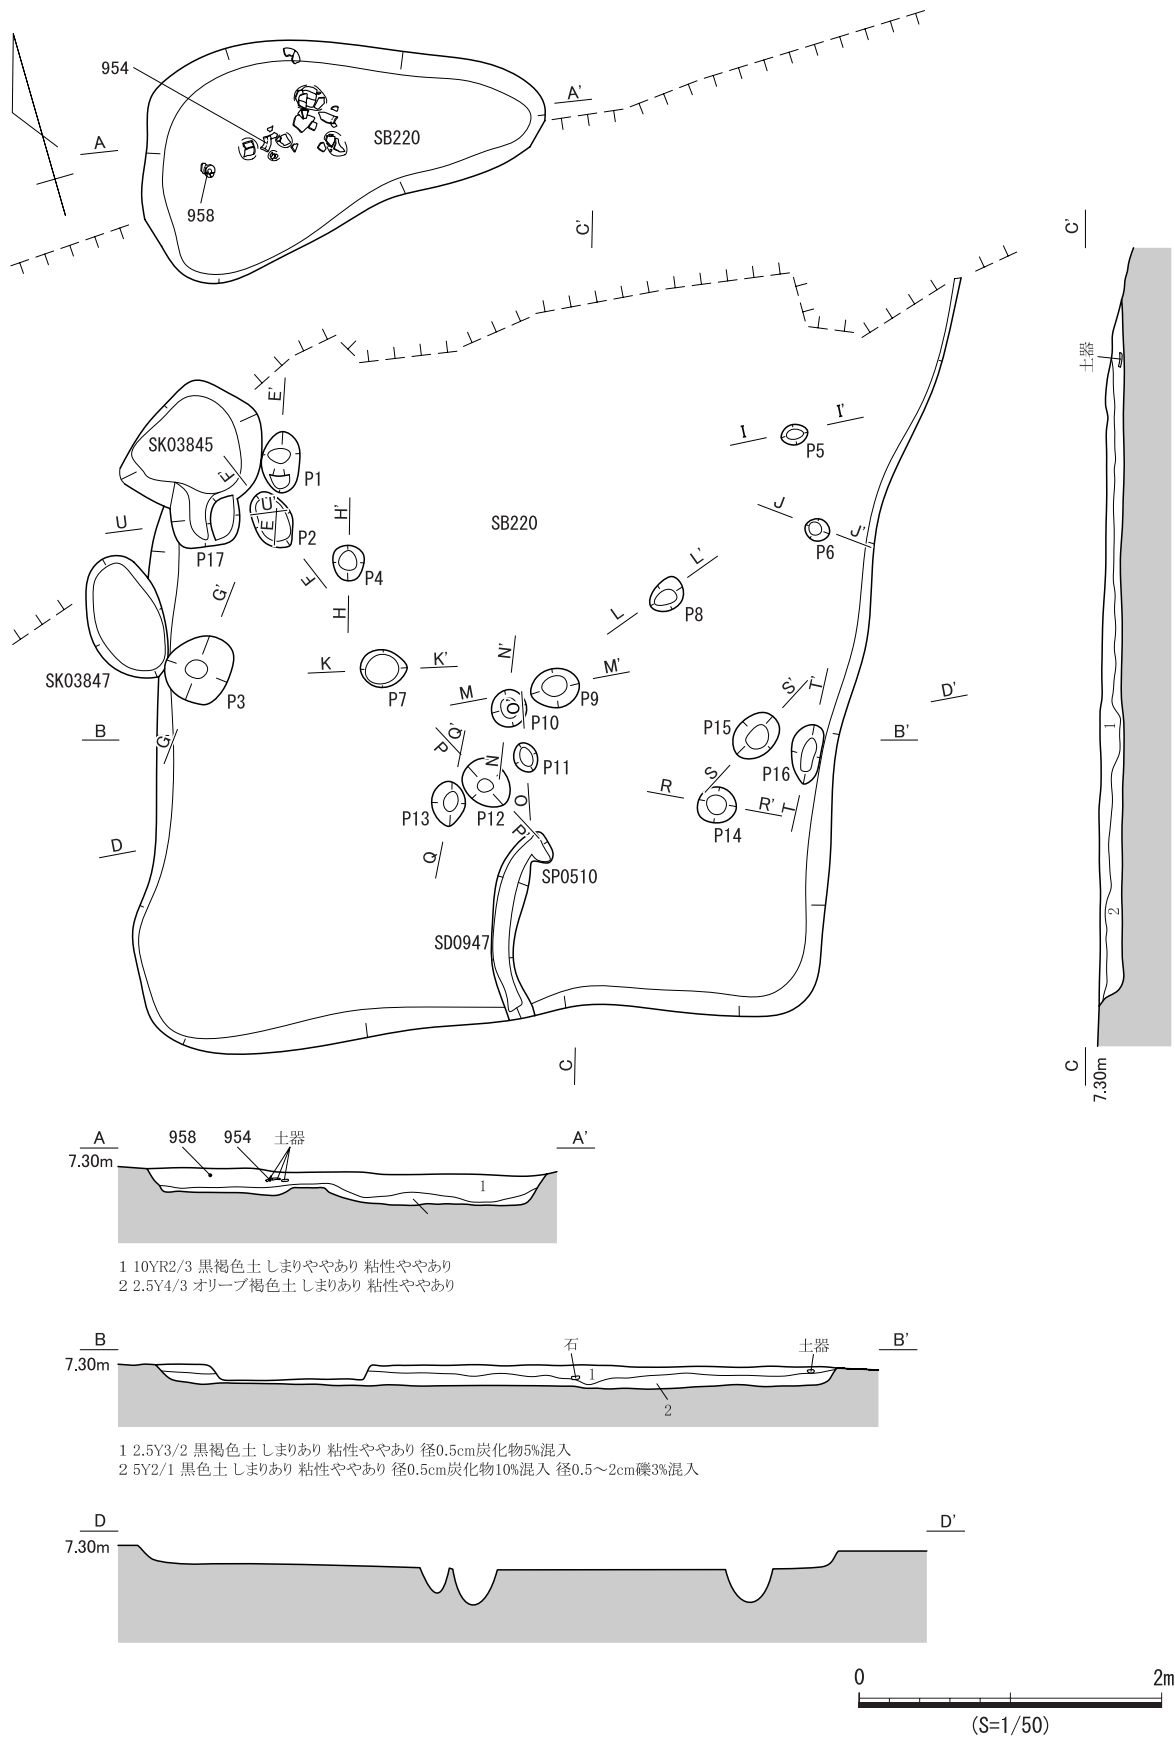 954
A'
SB220
A
958
C'
C'
土器
E'
I
I'
SK03845
F'
P1
P5
U'
H'
SB220
J
U
E
P2
J'
P6
P17
F
P4
L'
G'
H
P8
L
K
K'
N'
M'
SK03847
P3
P7
M
P9
S'
T'
D'
O'
P10
P15
B
G
P
Q'
N
B'
1
P11
P16
S
R
R'
T
P13
P12
O
P14
D
P'
Q
SP0510
2
SD0947
C
C
7.30m
A
958
954
土器
A'
7.30m
1
1 10YR2/3 黒褐色土 しまりややあり 粘性ややあり
2 2.5Y4/3 オリーブ褐色土 しまりあり 粘性ややあり
B
石
土器
B'
7.30m
1
2
1 2.5Y3/2 黒褐色土 しまりあり 粘性ややあり 径0.5cm炭化物5%混入
2 5Y2/1 黒色土 しまりあり 粘性ややあり 径0.5～2cm炭化物10%混入 径0.5～2cm礫3%混入
D
D'
7.30m
0
2m
(S=1/50)